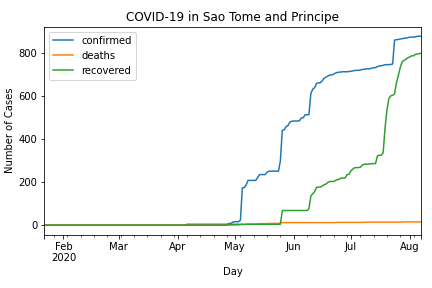 COVID-19 in Sao Tome and Principe
confirmed
deaths
recovered
Number of Cases
800
600
400
200
0
Feb Mar Apr May Jun Jul Aug
2020
Day